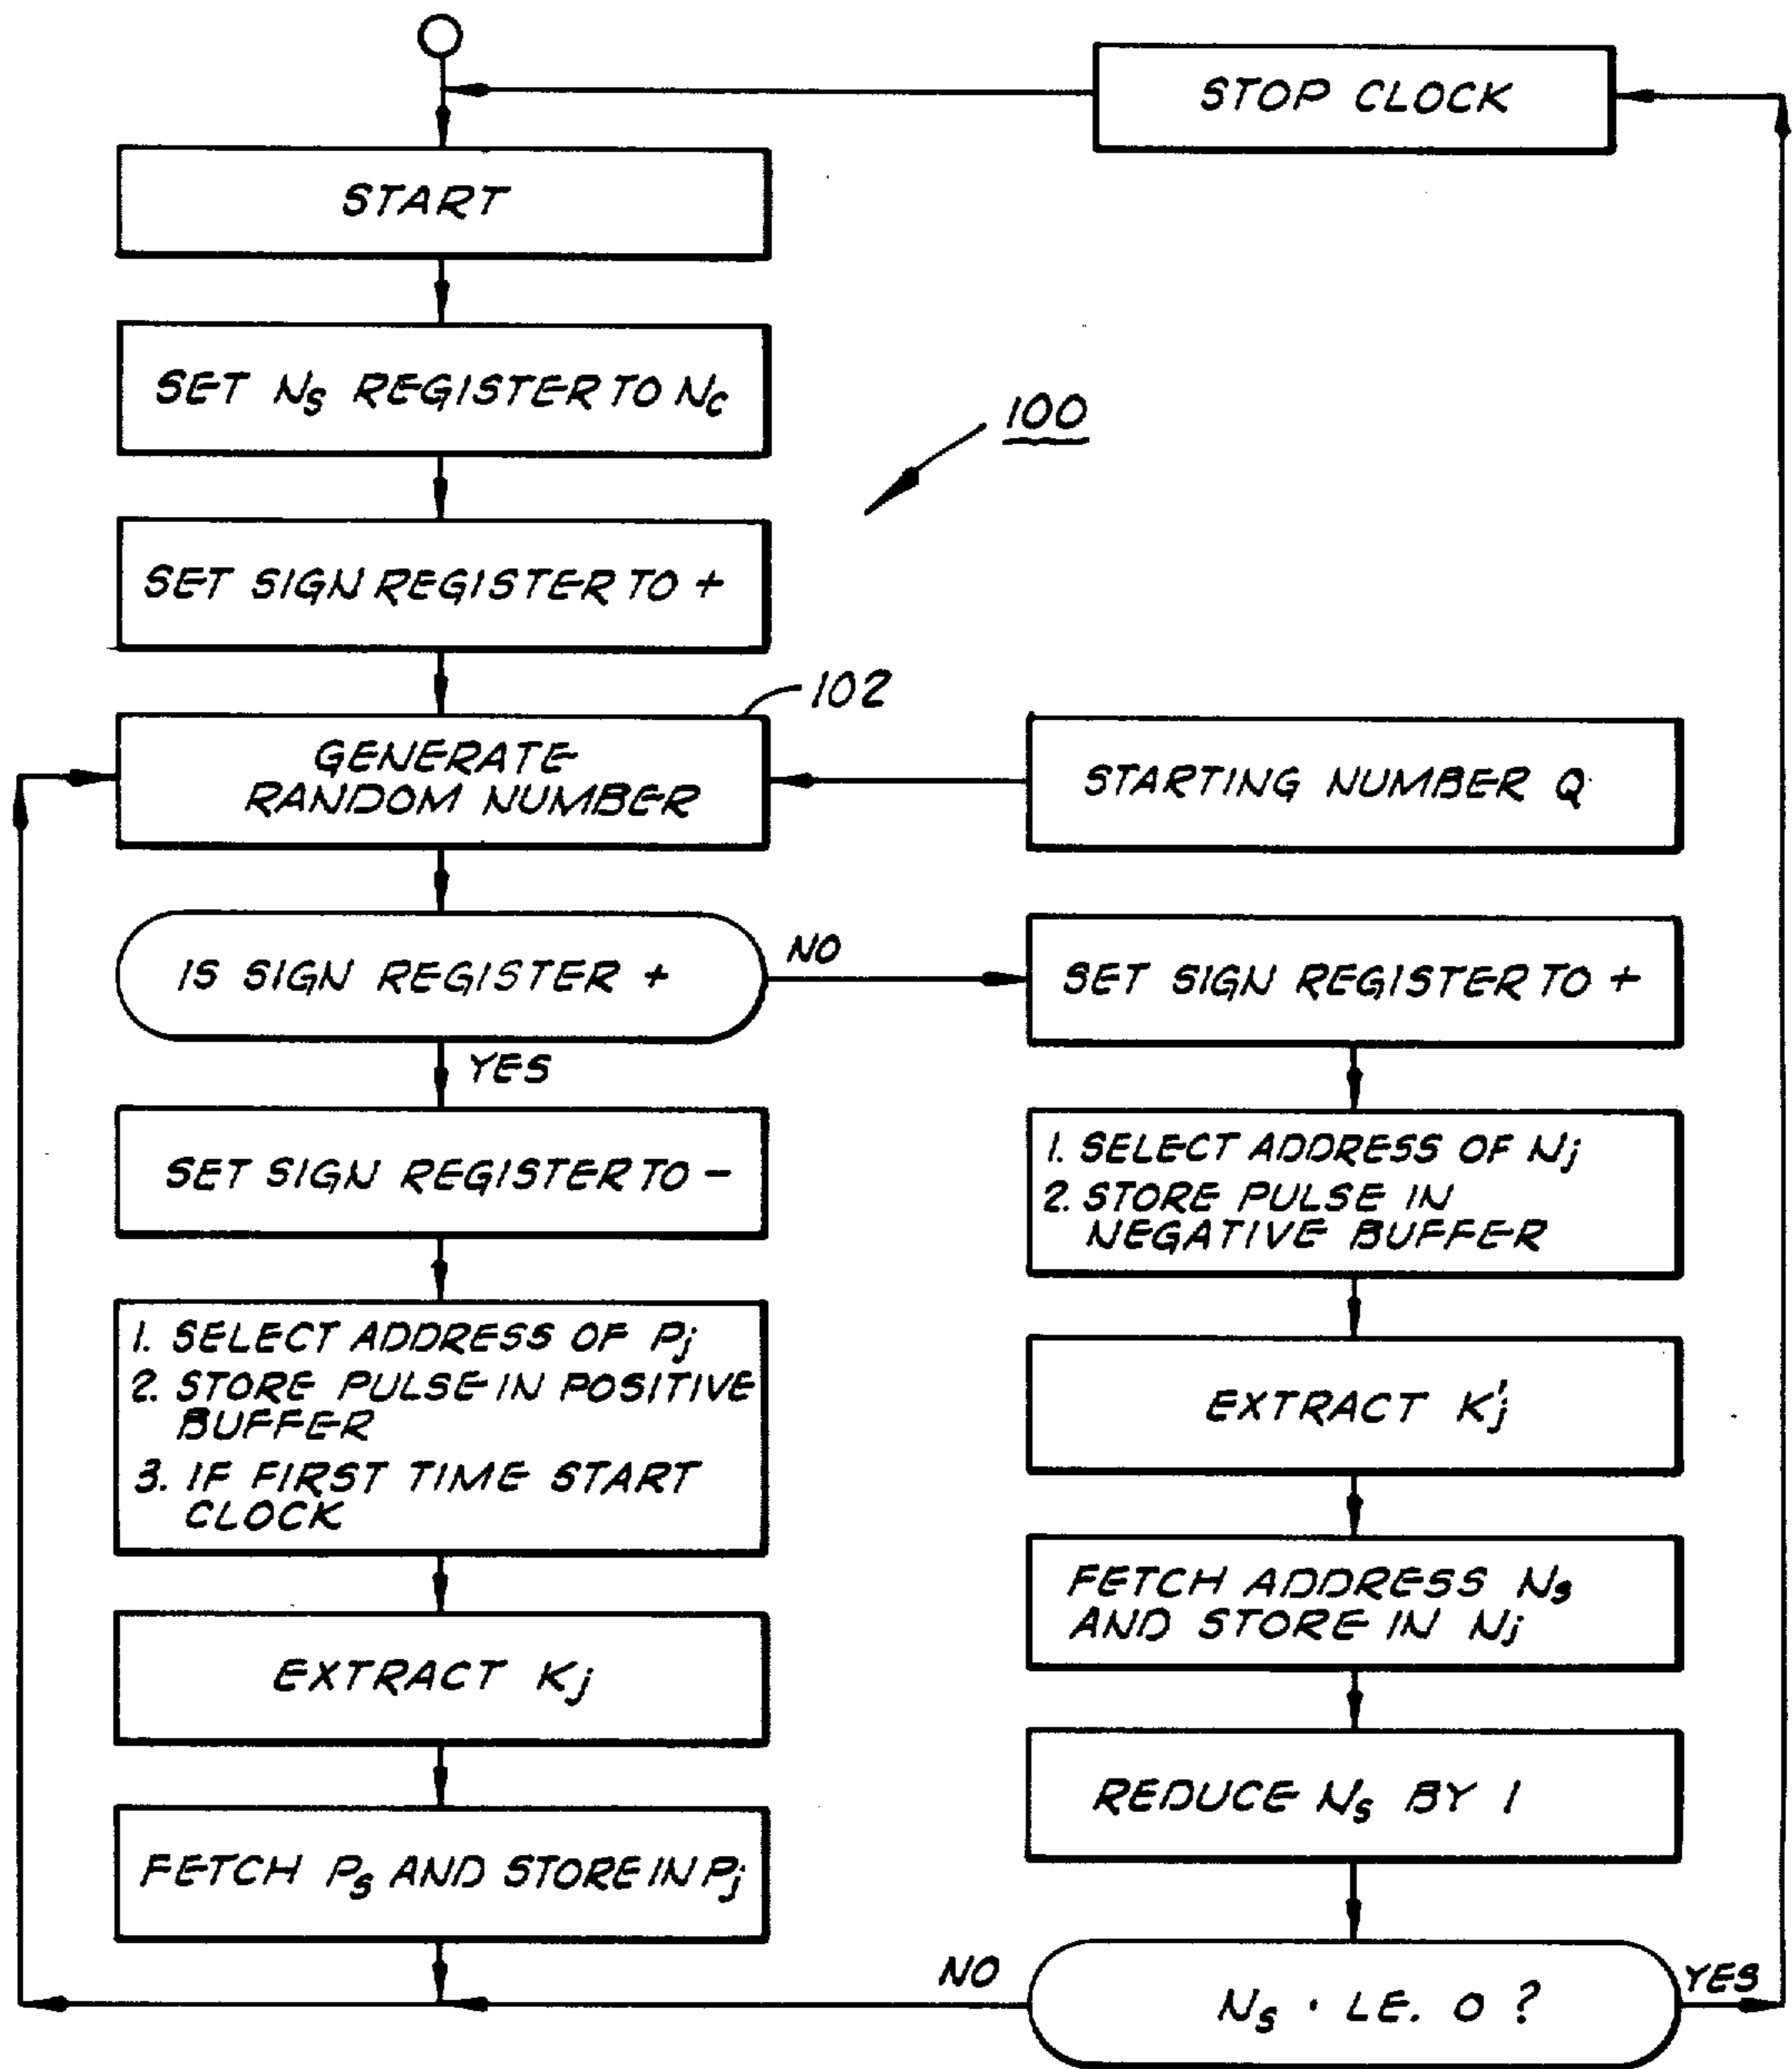 STOP CLOCK
START
SET Ns REGISTER TO Nc
100
SET SIGN REGISTER TO +
102
GENERATE
RANDOM NUMBER
STARTING NUMBER Q
IS SIGN REGISTER +
NO
SET SIGN REGISTER TO +
YES
SET SIGN REGISTER TO -
1. SELECT ADDRESS OF Nj
2. STORE PULSE IN
NEGATIVE BUFFER
1. SELECT ADDRESS OF Pj
2. STORE PULSE IN POSITIVE
BUFFER
3. IF FIRST TIME START
CLOCK
EXTRACT K'j
FETCH ADDRESS Ns
AND STORE IN Nj
EXTRACT Kj
REDUCE Ns BY 1
FETCH Ps AND STORE IN Pj
NO
YES
Ns . LE. 0 ?